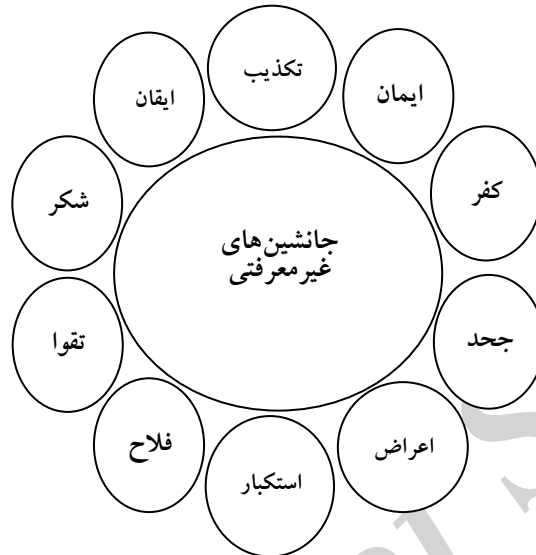 تکذیب
ایمان
کفر
جحد
اعراض
استکبار
فلاح
تقوا
شکر
ایقان
جانشین‌های
غیرمعرفتی